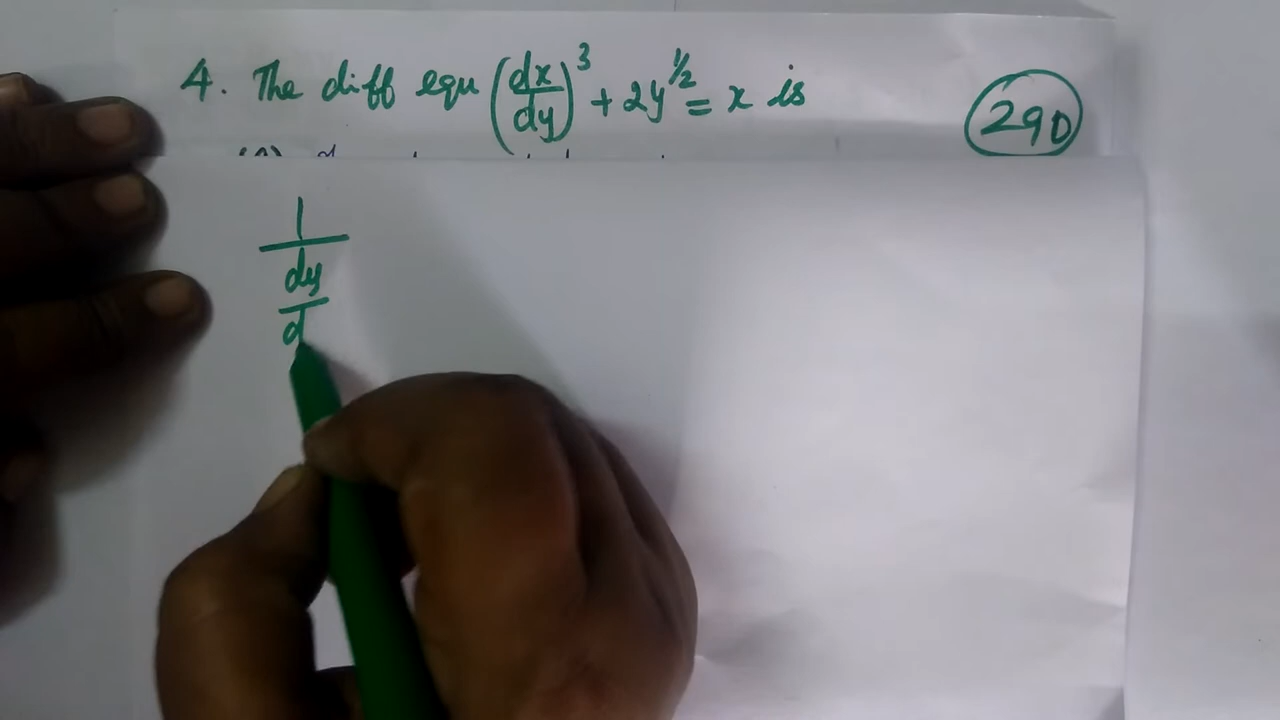 4. The diff equ (dx/dy)^3 + 2y^1/2 = x is
290
1
dy
d